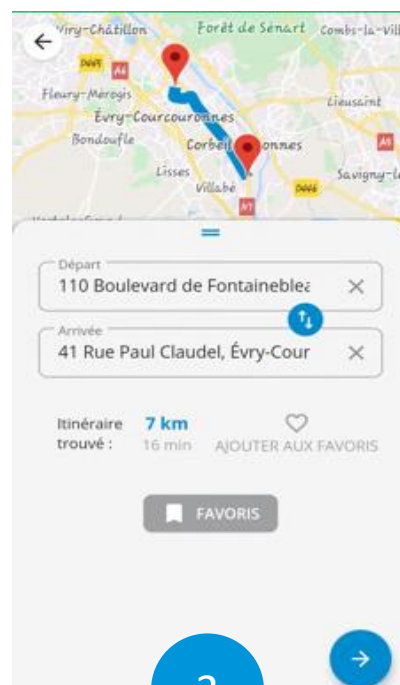 Viry-Châtillon
Forêt de Sénart
Combs-la-Vill
D445
A6
Fleury-Mérogis
Lieusaint
Évry-Courcouronnes
Bondoufle
Corbeil
onnes
A5
Lisses
Savigny-l
Villabé
D446
Départ
110 Boulevard de Fontaineblea
Arrivée
41 Rue Paul Claudel, Évry-Cour
Itinéraire trouvé :
7 km
16 min
AJOUTER AUX FAVORIS
FAVORIS